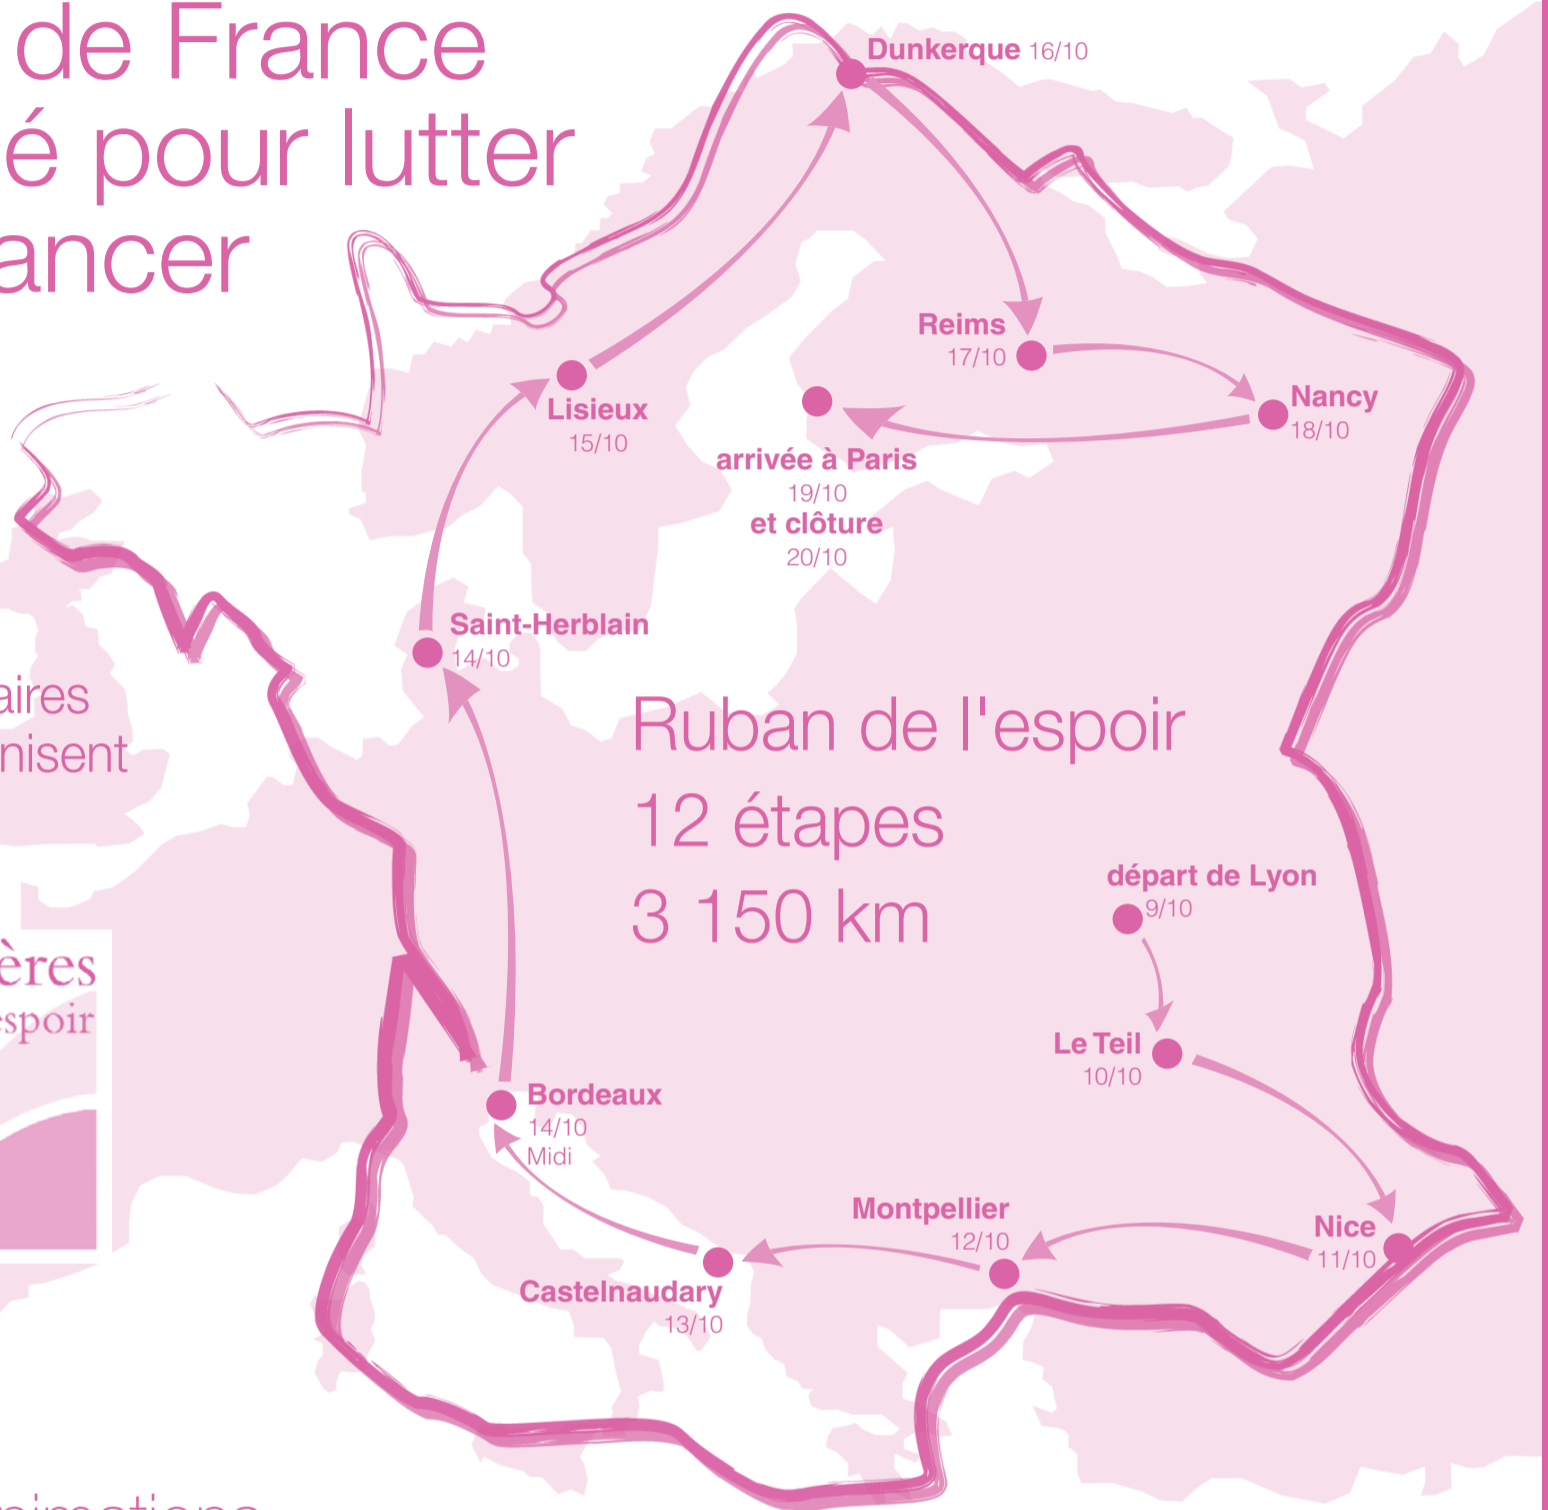 de France
é pour lutter
ancer
Dunkerque 16/10
Reims
17/10
Nancy
18/10
Lisieux
15/10
arrivée à Paris
19/10
et clôture
20/10
Saint-Herblain
14/10
aires
nisent
Ruban de l'espoir
12 étapes
3 150 km
départ de Lyon
9/10
ères
espoir
Le Teil
10/10
Bordeaux
14/10
Midi
Montpellier
12/10
Nice
11/10
Castelnaudary
13/10